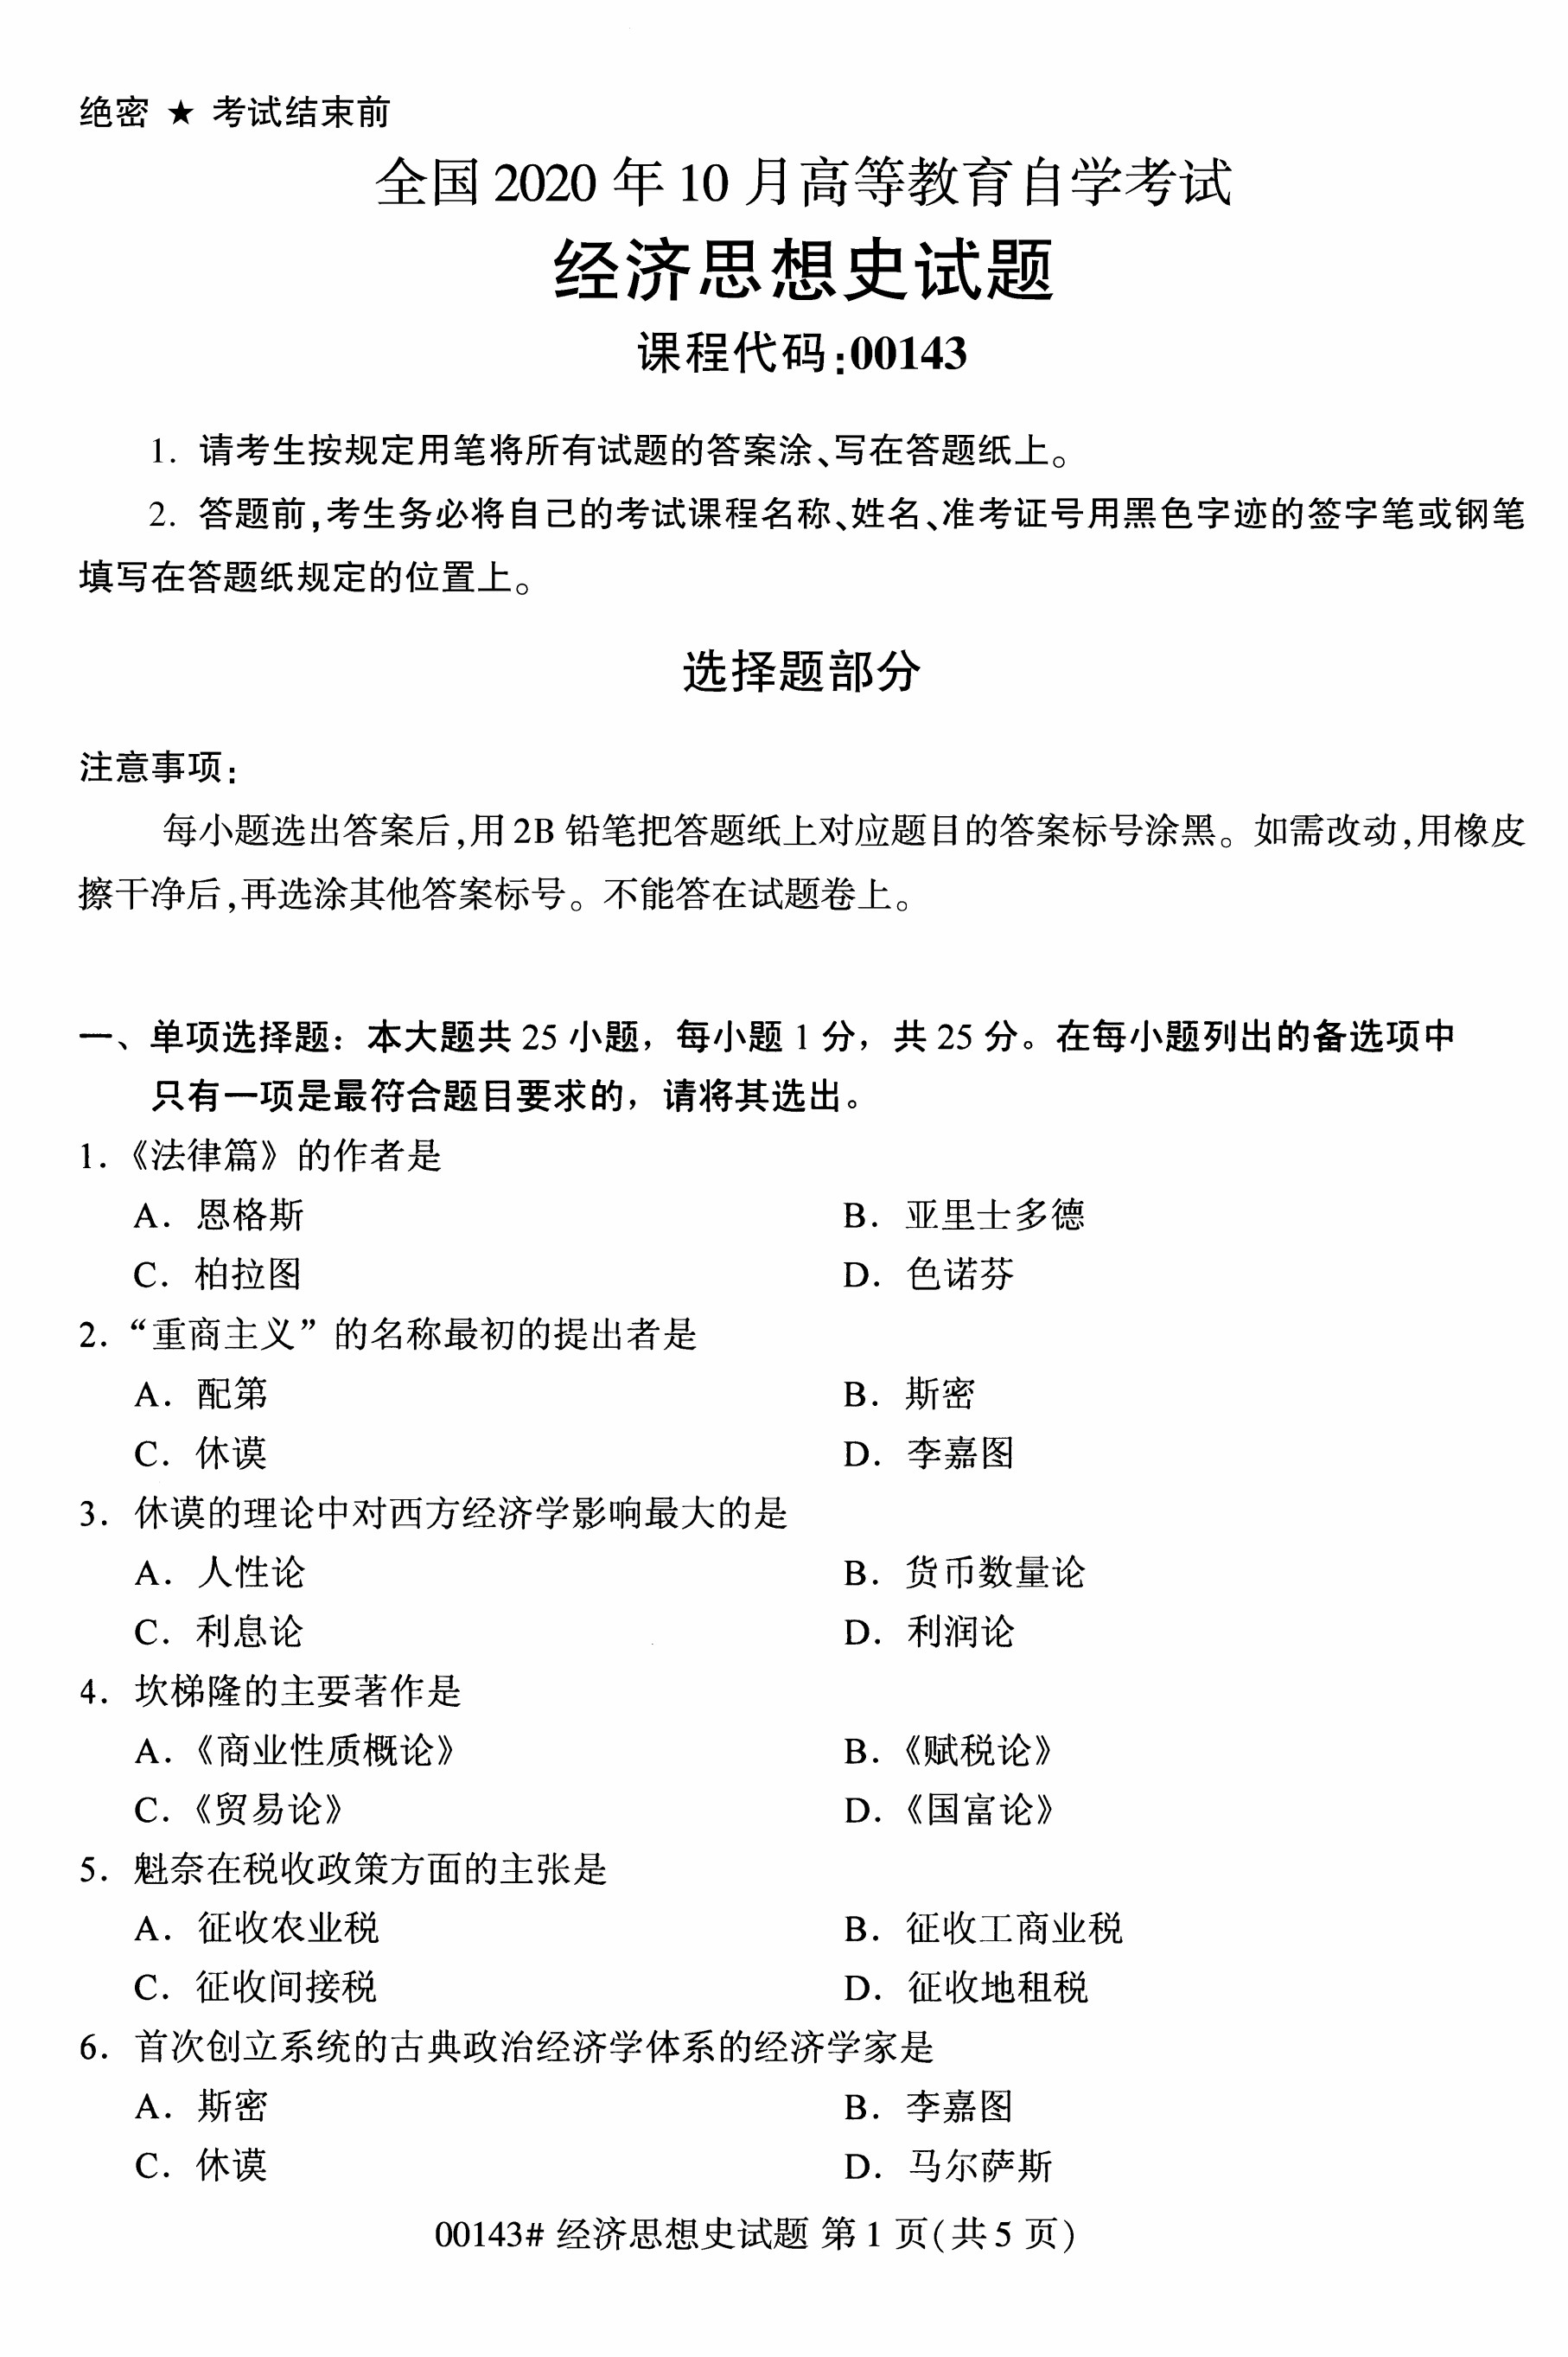 绝密 ★ 考试结束前
全国 2020 年 10 月高等教育自学考试
经济思想史试题
课程代码:00143
1. 请考生按规定用笔将所有试题的答案涂、写在答题纸上。
2. 答题前,考生务必将自己的考试课程名称、姓名、准考证号用黑色字迹的签字笔或钢笔
填写在答题纸规定的位置上。
选择题部分
注意事项:
每小题选出答案后,用 2B 铅笔把答题纸上对应题目的答案标号涂黑。如需改动,用橡皮
擦干净后,再选涂其他答案标号。不能答在试题卷上。
一、单项选择题：本大题共 25 小题，每小题 1 分，共 25 分。在每小题列出的备选项中
只有一项是最符合题目要求的，请将其选出。
1.《法律篇》的作者是
A. 恩格斯 B. 亚里士多德
C. 柏拉图 D. 色诺芬
2.“重商主义”的名称最初的提出者是
A. 配第 B. 斯密
C. 休谟 D. 李嘉图
3. 休谟的理论中对西方经济学影响最大的是
A. 人性论 B. 货币数量论
C. 利息论 D. 利润论
4. 坎梯隆的主要著作是
A.《商业性质概论》 B.《赋税论》
C.《贸易论》 D.《国富论》
5. 魁奈在税收政策方面的主张是
A. 征收农业税 B. 征收工商业税
C. 征收间接税 D. 征收地租税
6. 首次创立系统的古典政治经济学体系的经济学家是
A. 斯密 B. 李嘉图
C. 休谟 D. 马尔萨斯
00143# 经济思想史试题 第 1 页(共 5 页)